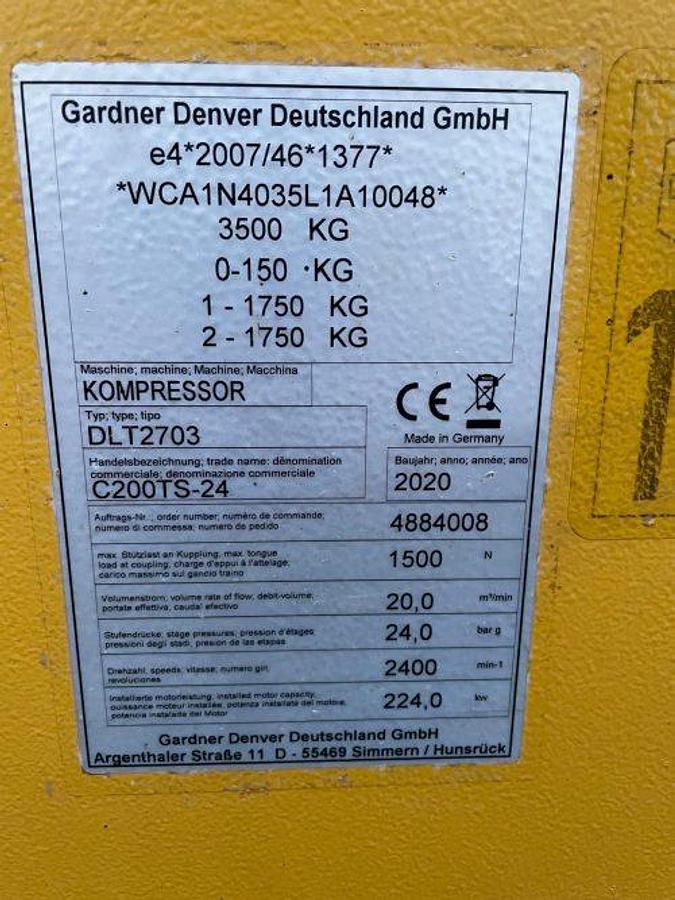 Gardner Denver Deutschland GmbH
e4*2007/46*1377*
*WCA1N4035L1A10048*
3500 KG
0-150 KG
1 - 1750 KG
2 - 1750 KG
Maschine; machine; Machine; Macchina
KOMPRESSOR
Typ; type; tipo
DLT2703
CE
Made in Germany
Handelsbezeichnung; trade name; dénomination
commerciale; denominazione commerciale
C200TS-24
Baujahr; anno; année; ano
2020
Auftrags-Nr.; order number; numéro de commande;
numero di commessa; numero de pedido
4884008
max. Stützlast an Kupplung; max. tongue
load at coupling; charge d'appui á l'attelage;
carico massimo sul gancio traino
1500 N
Volumenstrom; volume rate of flow; debit-volume;
portate effettiva; caudal efectivo
20,0 m³/min
Stufendrücke; stage pressures; pression d'étages
pressioni degli stadi; presion de las etapas
24,0 bar g
Drehzahl; speeds; vitasse; numero giri;
revoluciones
2400 min-1
Installierte motorleistung; installed motor capacity;
puissance moteur installée; potenza installata del motore;
potencia instalada del Motor
224,0 kw
Gardner Denver Deutschland GmbH
Argenthaler Straße 11 D - 55469 Simmern / Hunsrück
1